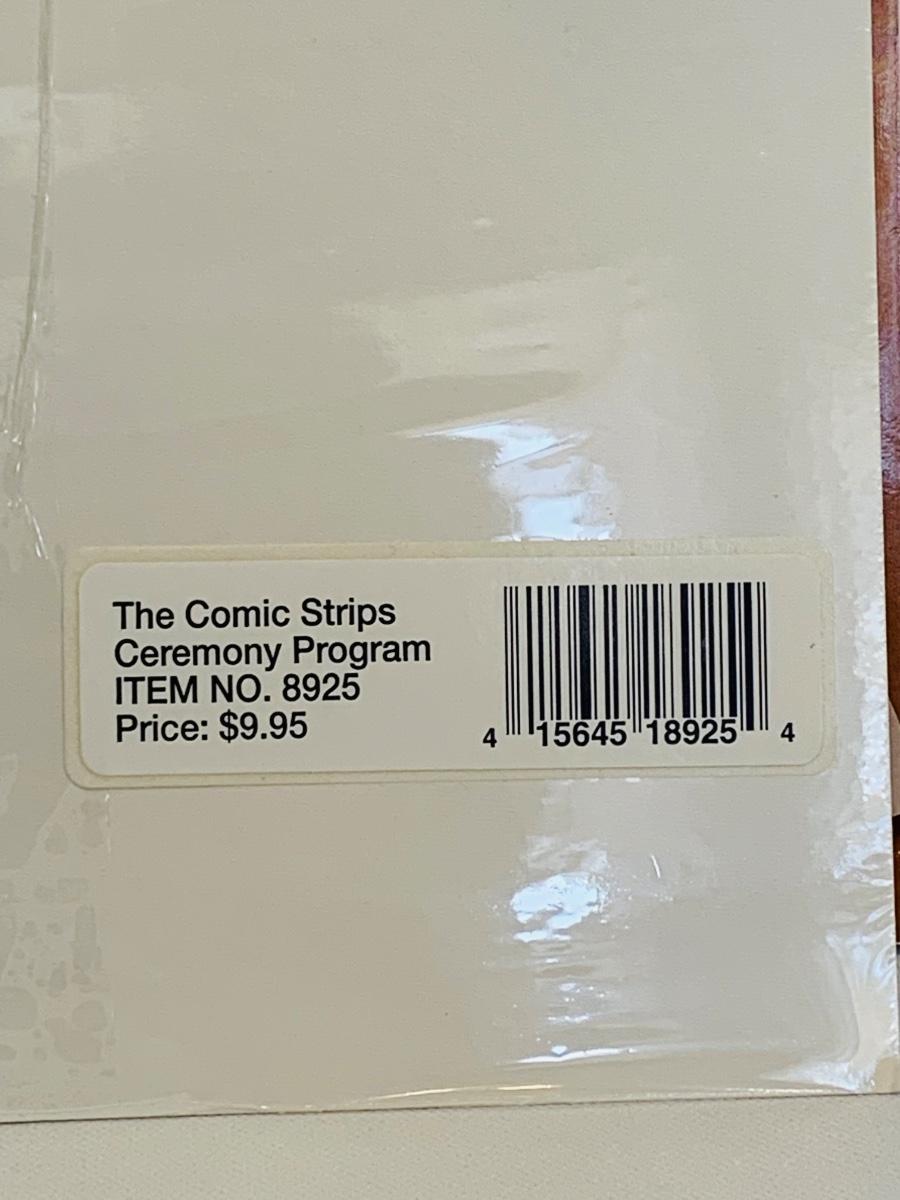 The Comic Strips
Ceremony Program
ITEM NO. 8925
Price: $9.95
4 15645 18925 4